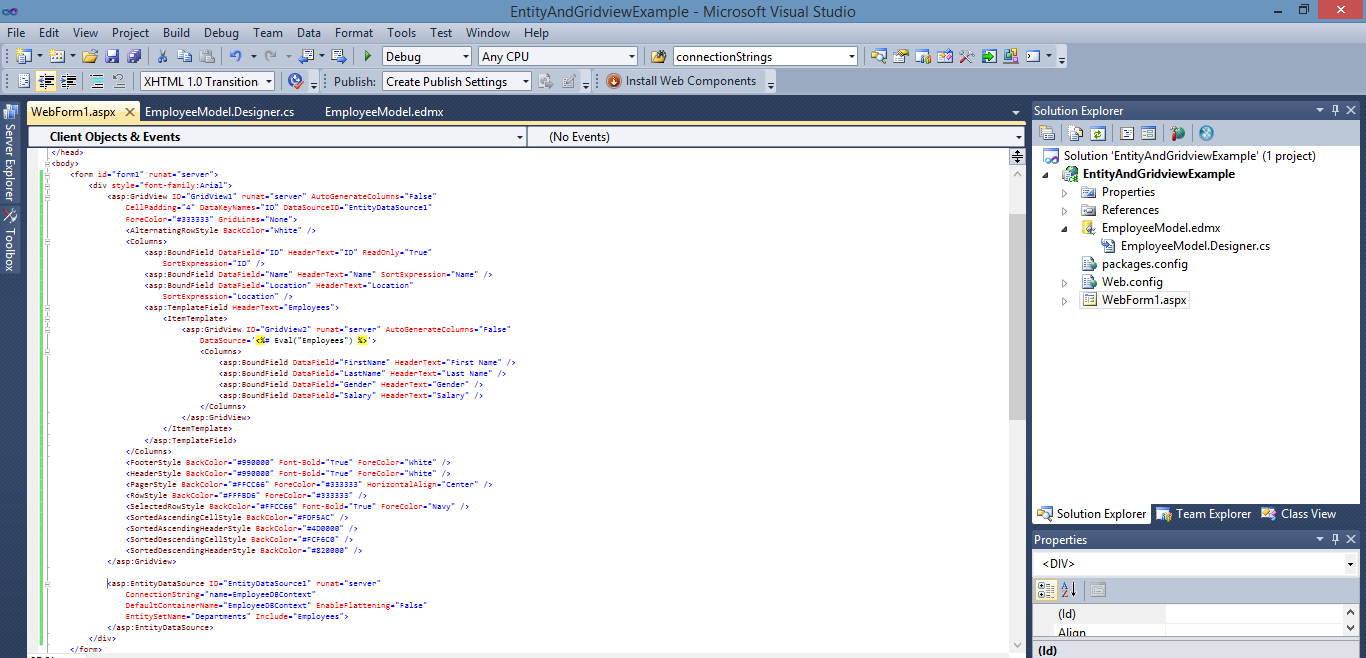 EntityAndGridviewExample - Microsoft Visual Studio
File Edit View Project Build Debug Team Data Format Tools Test Window Help
Debug Any CPU connectionStrings
XHTML 1.0 Transition Publish: Create Publish Settings Install Web Components
Server Explorer
Toolbox
WebForm1.aspx EmployeeModel.Designer.cs EmployeeModel.edmx
Client Objects & Events (No Events)
</head>
<body>
<form id="form1" runat="server">
<div style="font-family:Arial">
<asp:GridView ID="GridView1" runat="server" AutoGenerateColumns="False"
CellPadding="4" DataKeyNames="ID" DataSourceID="EntityDataSource1"
ForeColor="#333333" GridLines="None">
<AlternatingRowStyle BackColor="White" />
<Columns>
<asp:BoundField DataField="ID" HeaderText="ID" ReadOnly="True"
SortExpression="ID" />
<asp:BoundField DataField="Name" HeaderText="Name" SortExpression="Name" />
<asp:BoundField DataField="Location" HeaderText="Location"
SortExpression="Location" />
<asp:TemplateField HeaderText="Employees">
<ItemTemplate>
<asp:GridView ID="GridView2" runat="server" AutoGenerateColumns="False"
DataSource='<%# Eval("Employees") %>'>
<Columns>
<asp:BoundField DataField="FirstName" HeaderText="First Name" />
<asp:BoundField DataField="LastName" HeaderText="Last Name" />
<asp:BoundField DataField="Gender" HeaderText="Gender" />
<asp:BoundField DataField="Salary" HeaderText="Salary" />
</Columns>
</asp:GridView>
</ItemTemplate>
</asp:TemplateField>
</Columns>
<FooterStyle BackColor="#990000" Font-Bold="True" ForeColor="White" />
<HeaderStyle BackColor="#990000" Font-Bold="True" ForeColor="White" />
<PagerStyle BackColor="#FFCC66" ForeColor="#333333" HorizontalAlign="Center" />
<RowStyle BackColor="#FFFBD6" ForeColor="#333333" />
<SelectedRowStyle BackColor="#FFCC66" Font-Bold="True" ForeColor="Navy" />
<SortedAscendingCellStyle BackColor="#FDF5AC" />
<SortedAscendingHeaderStyle BackColor="#4D0000" />
<SortedDescendingCellStyle BackColor="#FCF6C0" />
<SortedDescendingHeaderStyle BackColor="#820000" />
</asp:GridView>
<asp:EntityDataSource ID="EntityDataSource1" runat="server"
ConnectionString="name=EmployeeDBContext"
DefaultContainerName="EmployeeDBContext" EnableFlattening="False"
EntitySetName="Departments" Include="Employees">
</asp:EntityDataSource>
</div>
</form>
Solution Explorer
Solution 'EntityAndGridviewExample' (1 project)
EntityAndGridviewExample
Properties
References
EmployeeModel.edmx
EmployeeModel.Designer.cs
packages.config
Web.config
WebForm1.aspx
Solution Explorer Team Explorer Class View
Properties
<DIV>
(Id)
Align
(Id)